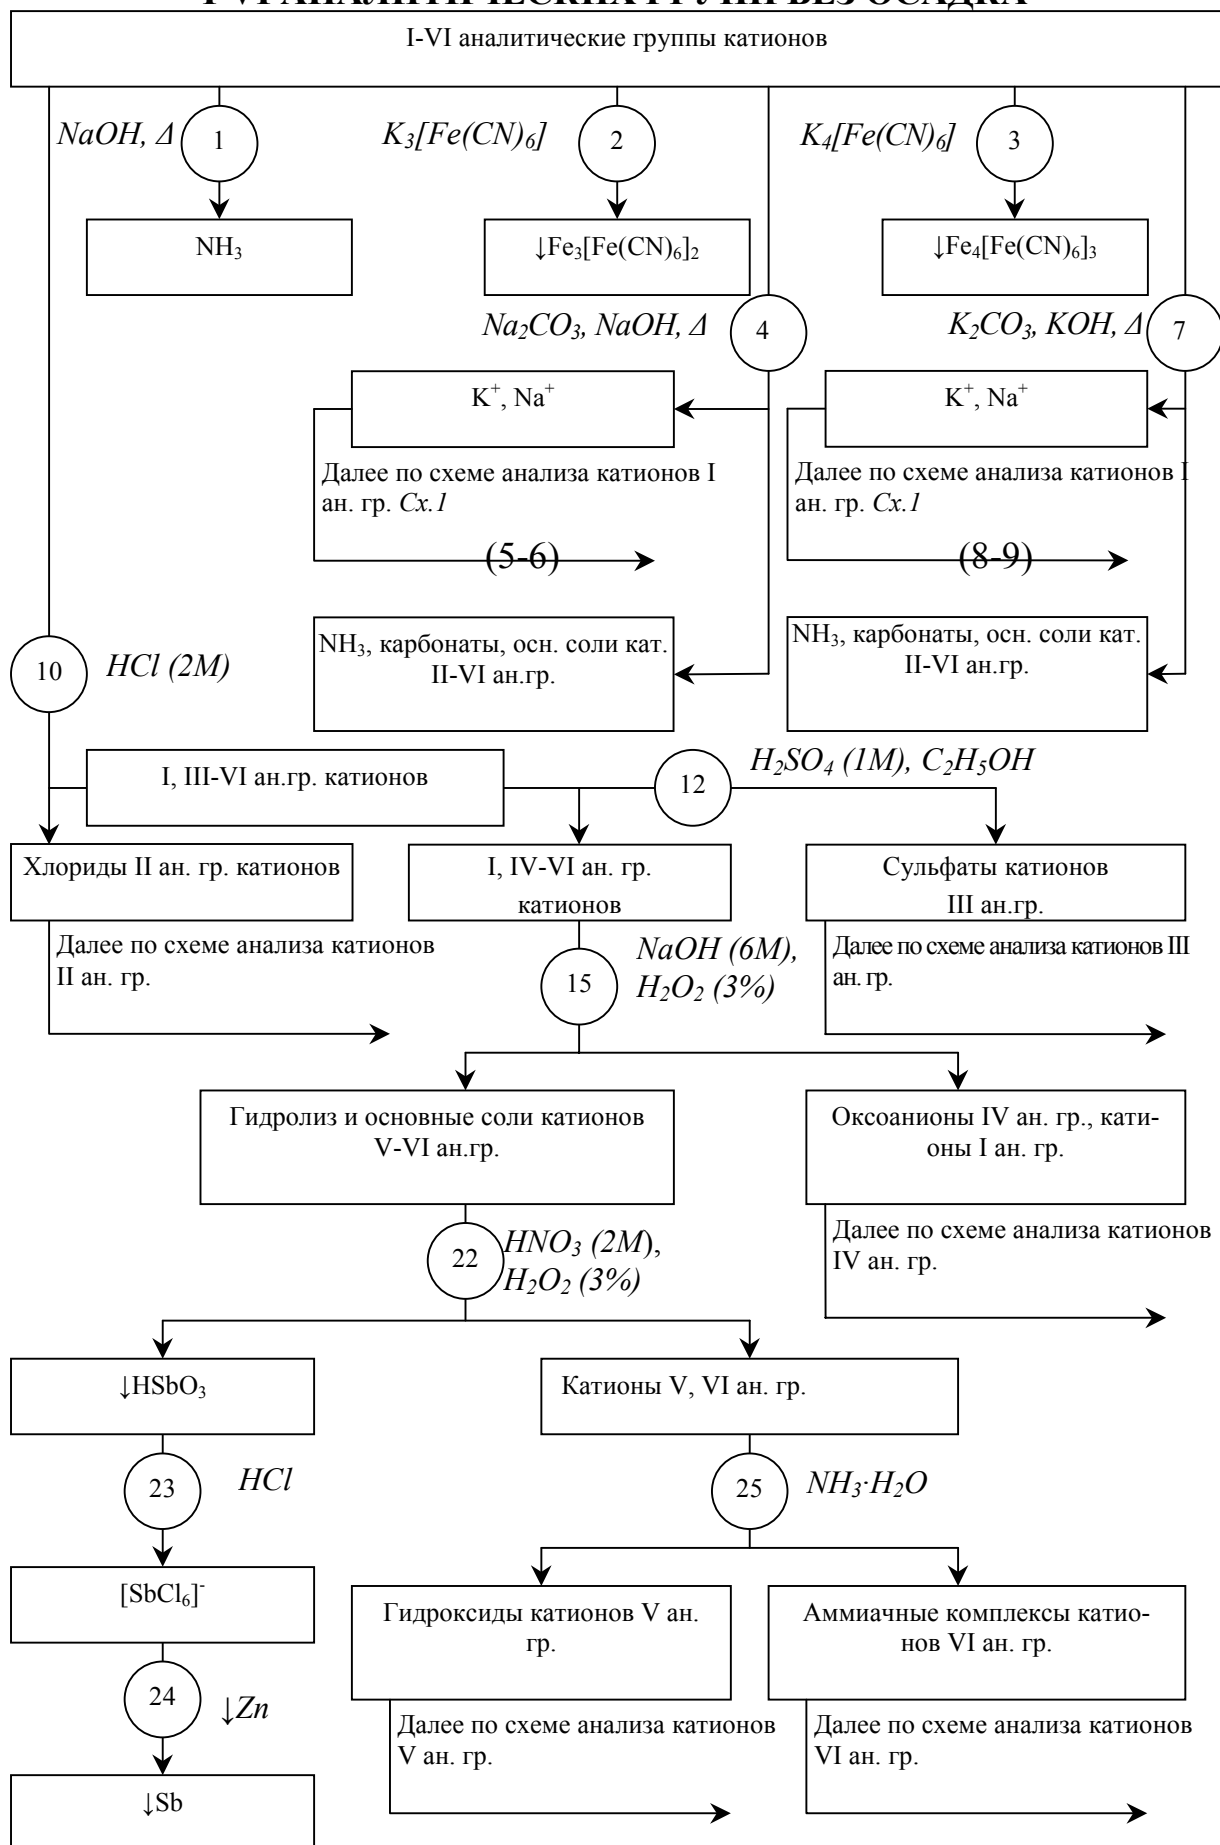 I-VI АНАЛИТИЧЕСКИХ ГРУПП БЕЗ ОСАДКА
I-VI аналитические группы катионов
NaOH, Δ
1
K₃[Fe(CN)₆]
2
K₄[Fe(CN)₆]
3
NH₃
↓Fe₃[Fe(CN)₆]₂
↓Fe₄[Fe(CN)₆]₃
Na₂CO₃, NaOH, Δ
4
K₂CO₃, KOH, Δ
7
K⁺, Na⁺
K⁺, Na⁺
Далее по схеме анализа катионов I
ан. гр. Сх.1
Далее по схеме анализа катионов I
ан. гр. Сх.1
(5-6)
(8-9)
NH₃, карбонаты, осн. соли кат.
II-VI ан.гр.
NH₃, карбонаты, осн. соли кат.
II-VI ан.гр.
10
HCl (2M)
I, III-VI ан.гр. катионов
12
H₂SO₄ (1M), C₂H₅OH
Хлориды II ан. гр. катионов
I, IV-VI ан. гр.
катионов
Сульфаты катионов
III ан.гр.
Далее по схеме анализа катионов
II ан. гр.
15
NaOH (6M),
H₂O₂ (3%)
Далее по схеме анализа катионов III
ан. гр.
Гидролиз и основные соли катионов
V-VI ан.гр.
Оксоанионы IV ан. гр., кати-
оны I ан. гр.
22
HNO₃ (2M),
H₂O₂ (3%)
Далее по схеме анализа катионов
IV ан. гр.
↓HSbO₃
Катионы V, VI ан. гр.
23
HCl
25
NH₃·H₂O
[SbCl₆]⁻
Гидроксиды катионов V ан.
гр.
Аммиачные комплексы катио-
нов VI ан. гр.
24
↓Zn
Далее по схеме анализа катионов
V ан. гр.
Далее по схеме анализа катионов
VI ан. гр.
↓Sb